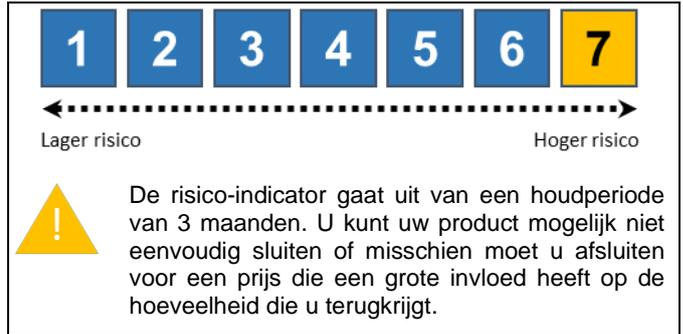 1 2 3 4 5 6 7
Lager risico Hoger risico
!
De risico-indicator gaat uit van een houdperiode
van 3 maanden. U kunt uw product mogelijk niet
eenvoudig sluiten of misschien moet u afsluiten
voor een prijs die een grote invloed heeft op de
hoeveelheid die u terugkrijgt.